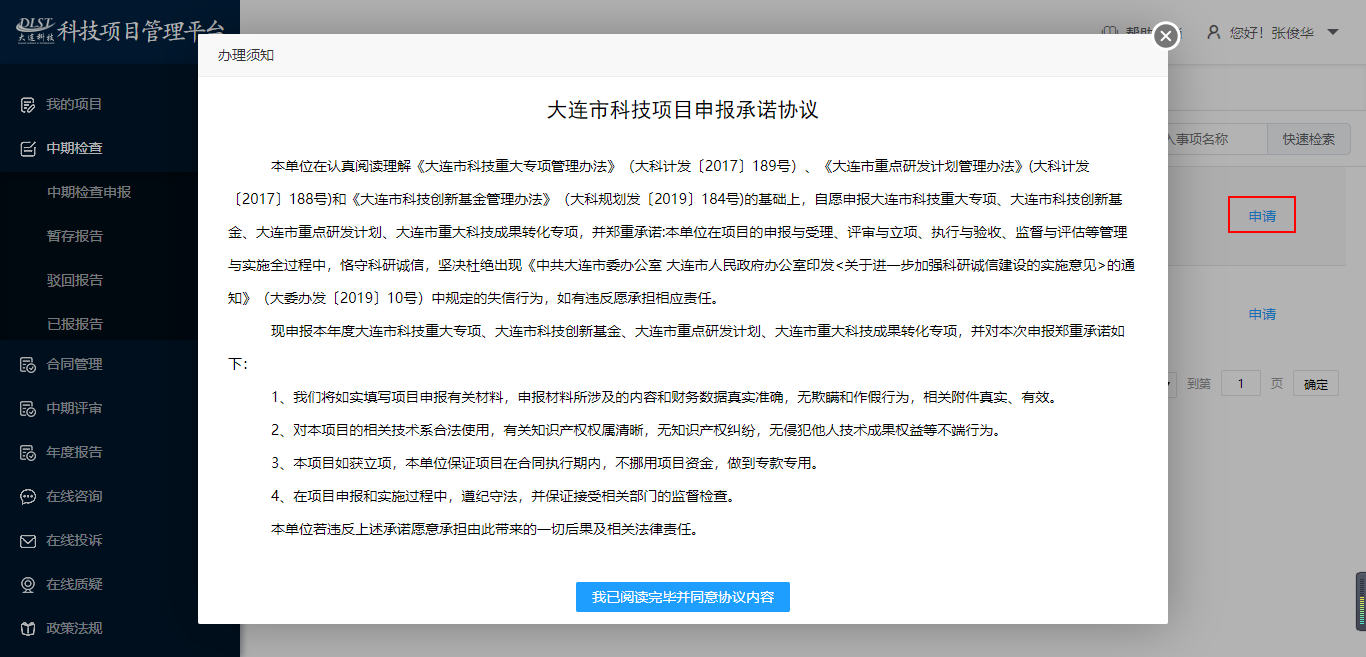 DLST
大连科技
科技项目管理平台
帮助
您好！张俊华
办理须知
大连市科技项目申报承诺协议
本单位在认真阅读理解《大连市科技重大专项管理办法》（大科计发〔2017〕189号）、《大连市重点研发计划管理办法》(大科计发
〔2017〕188号)和《大连市科技创新基金管理办法》（大科规划发〔2019〕184号)的基础上，自愿申报大连市科技重大专项、大连市科技创新基
金、大连市重点研发计划、大连市重大科技成果转化专项，并郑重承诺:本单位在项目的申报与受理、评审与立项、执行与验收、监督与评估等管理
与实施全过程中，恪守科研诚信，坚决杜绝出现《中共大连市委办公室 大连市人民政府办公室印发<关于进一步加强科研诚信建设的实施意见>的通
知》（大委办发〔2019〕10号）中规定的失信行为，如有违反愿承担相应责任。
现申报本年度大连市科技重大专项、大连市科技创新基金、大连市重点研发计划、大连市重大科技成果转化专项，并对本次申报郑重承诺如
下：
1、我们将如实填写项目申报有关材料，申报材料所涉及的内容和财务数据真实准确，无欺瞒和作假行为，相关附件真实、有效。
2、对本项目的相关技术系合法使用，有关知识产权权属清晰，无知识产权纠纷，无侵犯他人技术成果权益等不端行为。
3、本项目如获立项，本单位保证项目在合同执行期内，不挪用项目资金，做到专款专用。
4、在项目申报和实施过程中，遵纪守法，并保证接受相关部门的监督检查。
本单位若违反上述承诺愿意承担由此带来的一切后果及相关法律责任。
我已阅读完毕并同意协议内容
我的项目
中期检查
中期检查申报
暂存报告
驳回报告
已报报告
合同管理
中期评审
年度报告
在线咨询
在线投诉
在线质疑
政策法规
入事项名称
快速检索
申请
申请
到第 1 页 确定